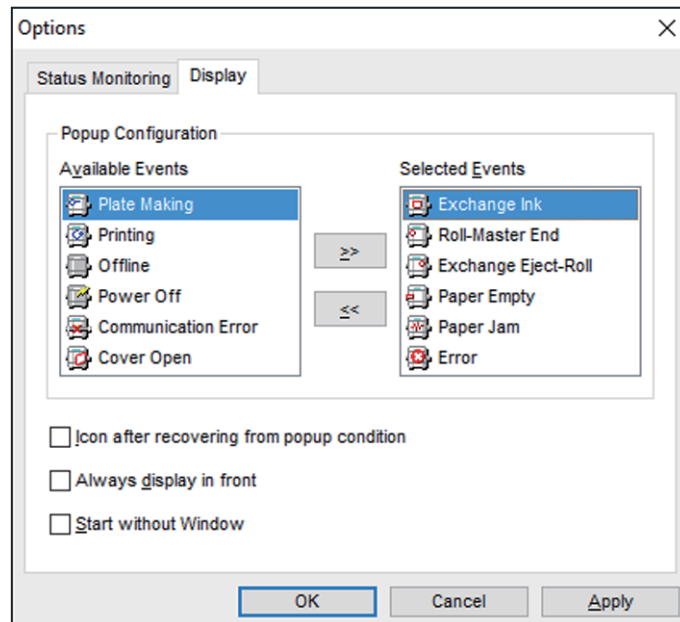 Options
Status Monitoring
Display
Popup Configuration
Available Events
Plate Making
Printing
Offline
Power Off
Communication Error
Cover Open
>>
<<
Selected Events
Exchange Ink
Roll-Master End
Exchange Eject-Roll
Paper Empty
Paper Jam
Error
Icon after recovering from popup condition
Always display in front
Start without Window
OK
Cancel
Apply